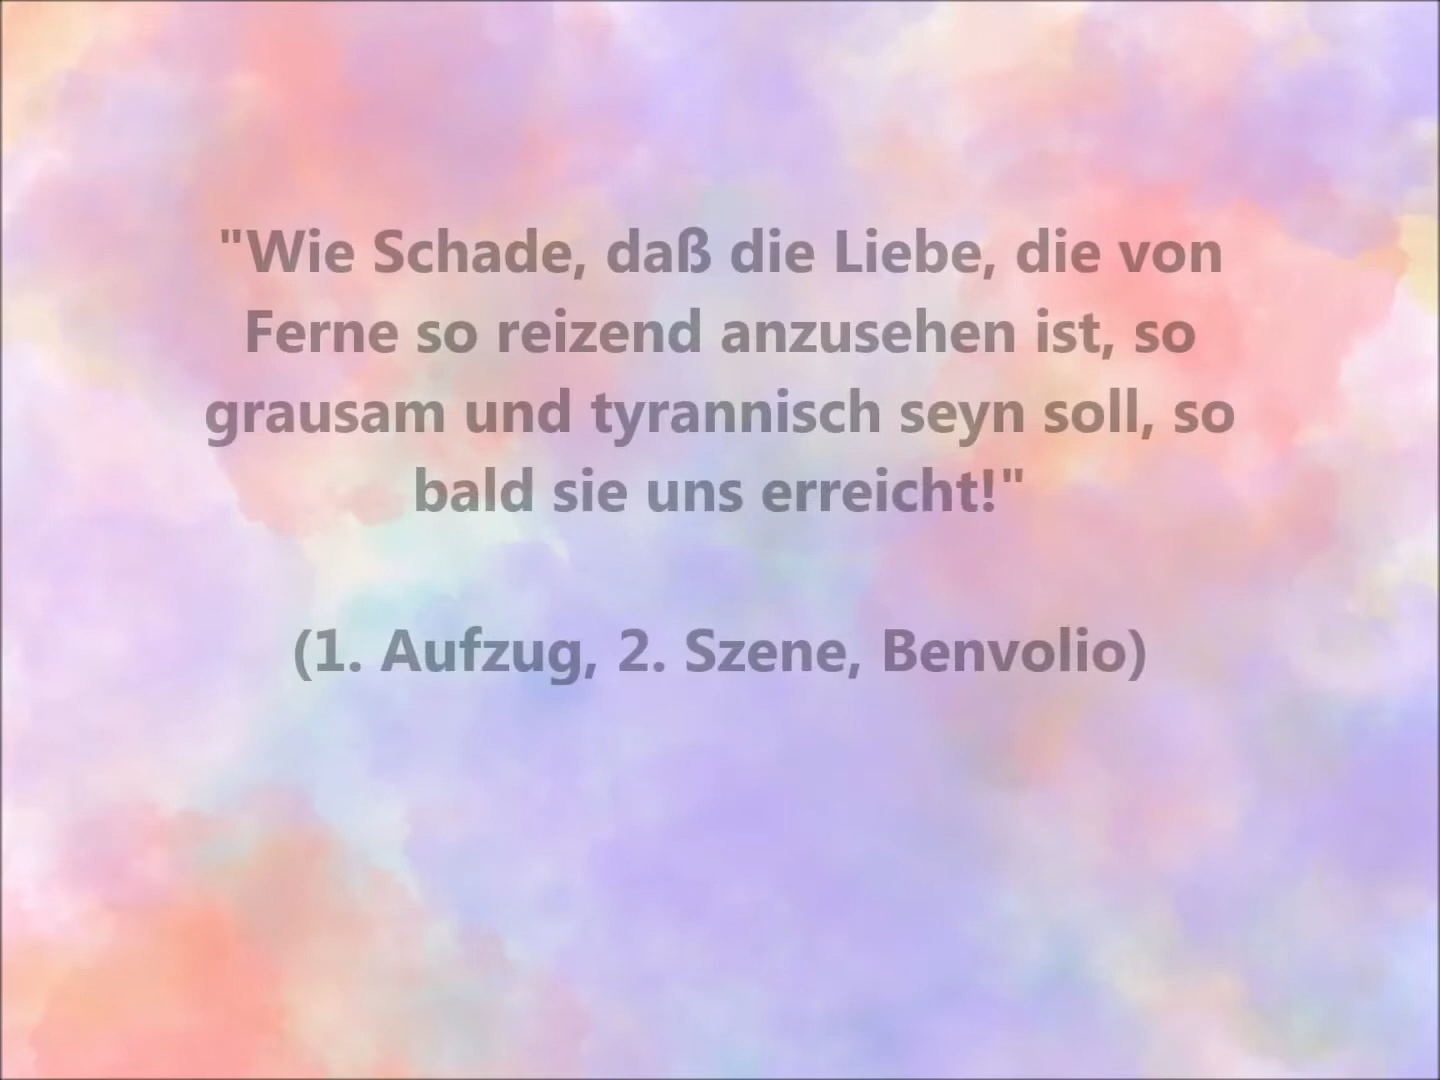 "Wie Schade, daß die Liebe, die von
Ferne so reizend anzusehen ist, so
grausam und tyrannisch seyn soll, so
bald sie uns erreicht!"
(1. Aufzug, 2. Szene, Benvolio)